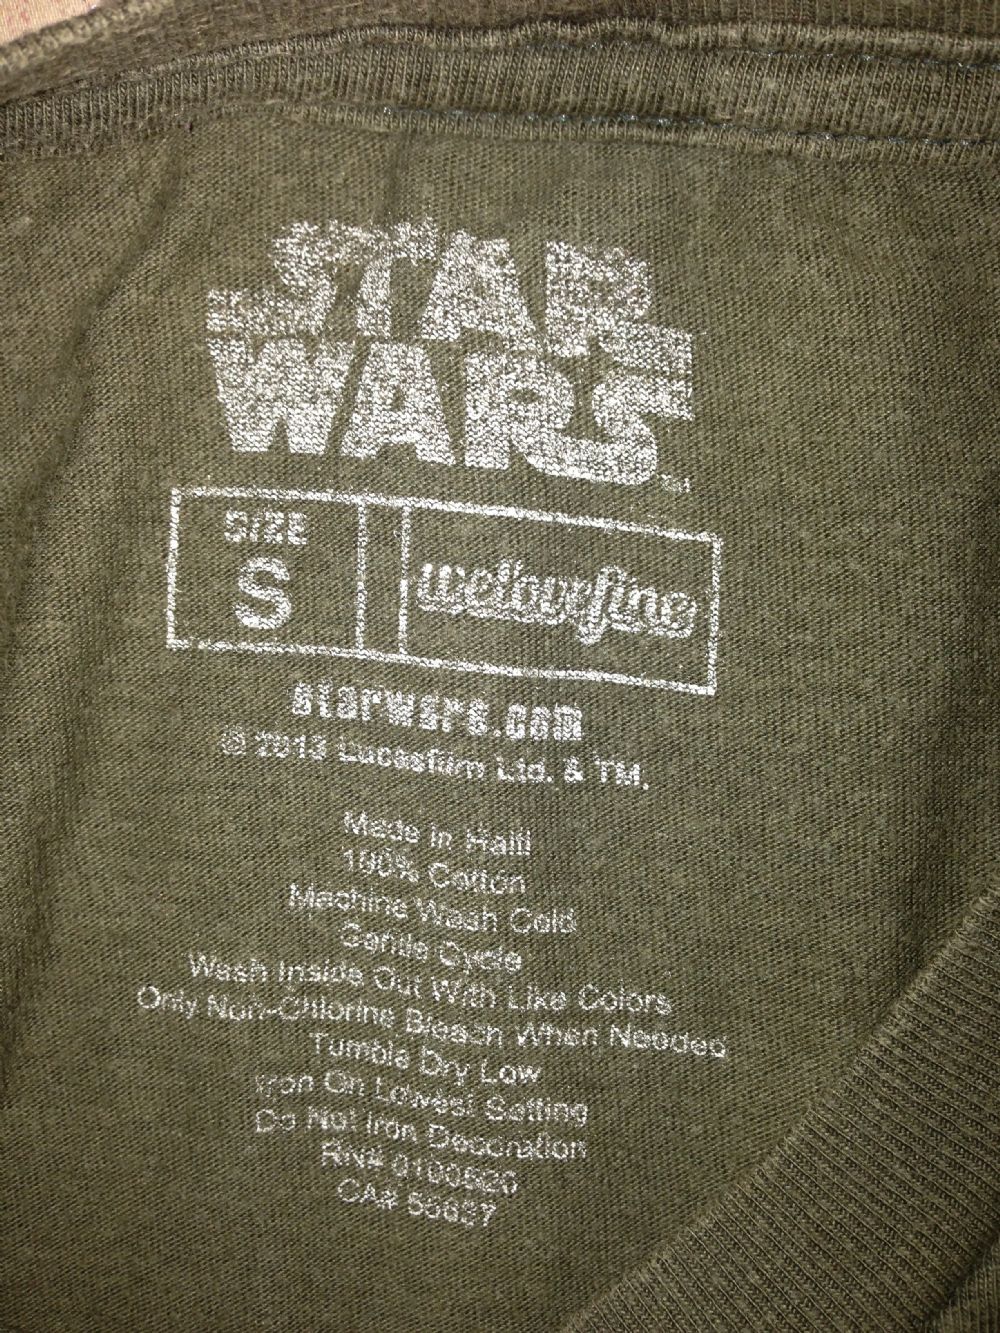 STAR
WARS
TM
SIZE
S
welovefine
starwars.com
© 2013 Lucasfilm Ltd. & TM.
Made In Haiti
100% Cotton
Machine Wash Cold
Gentle Cycle
Wash Inside Out With Like Colors
Only Non-Chlorine Bleach When Needed
Tumble Dry Low
Iron On Lowest Setting
Do Not Iron Decoration
RN#
CA#